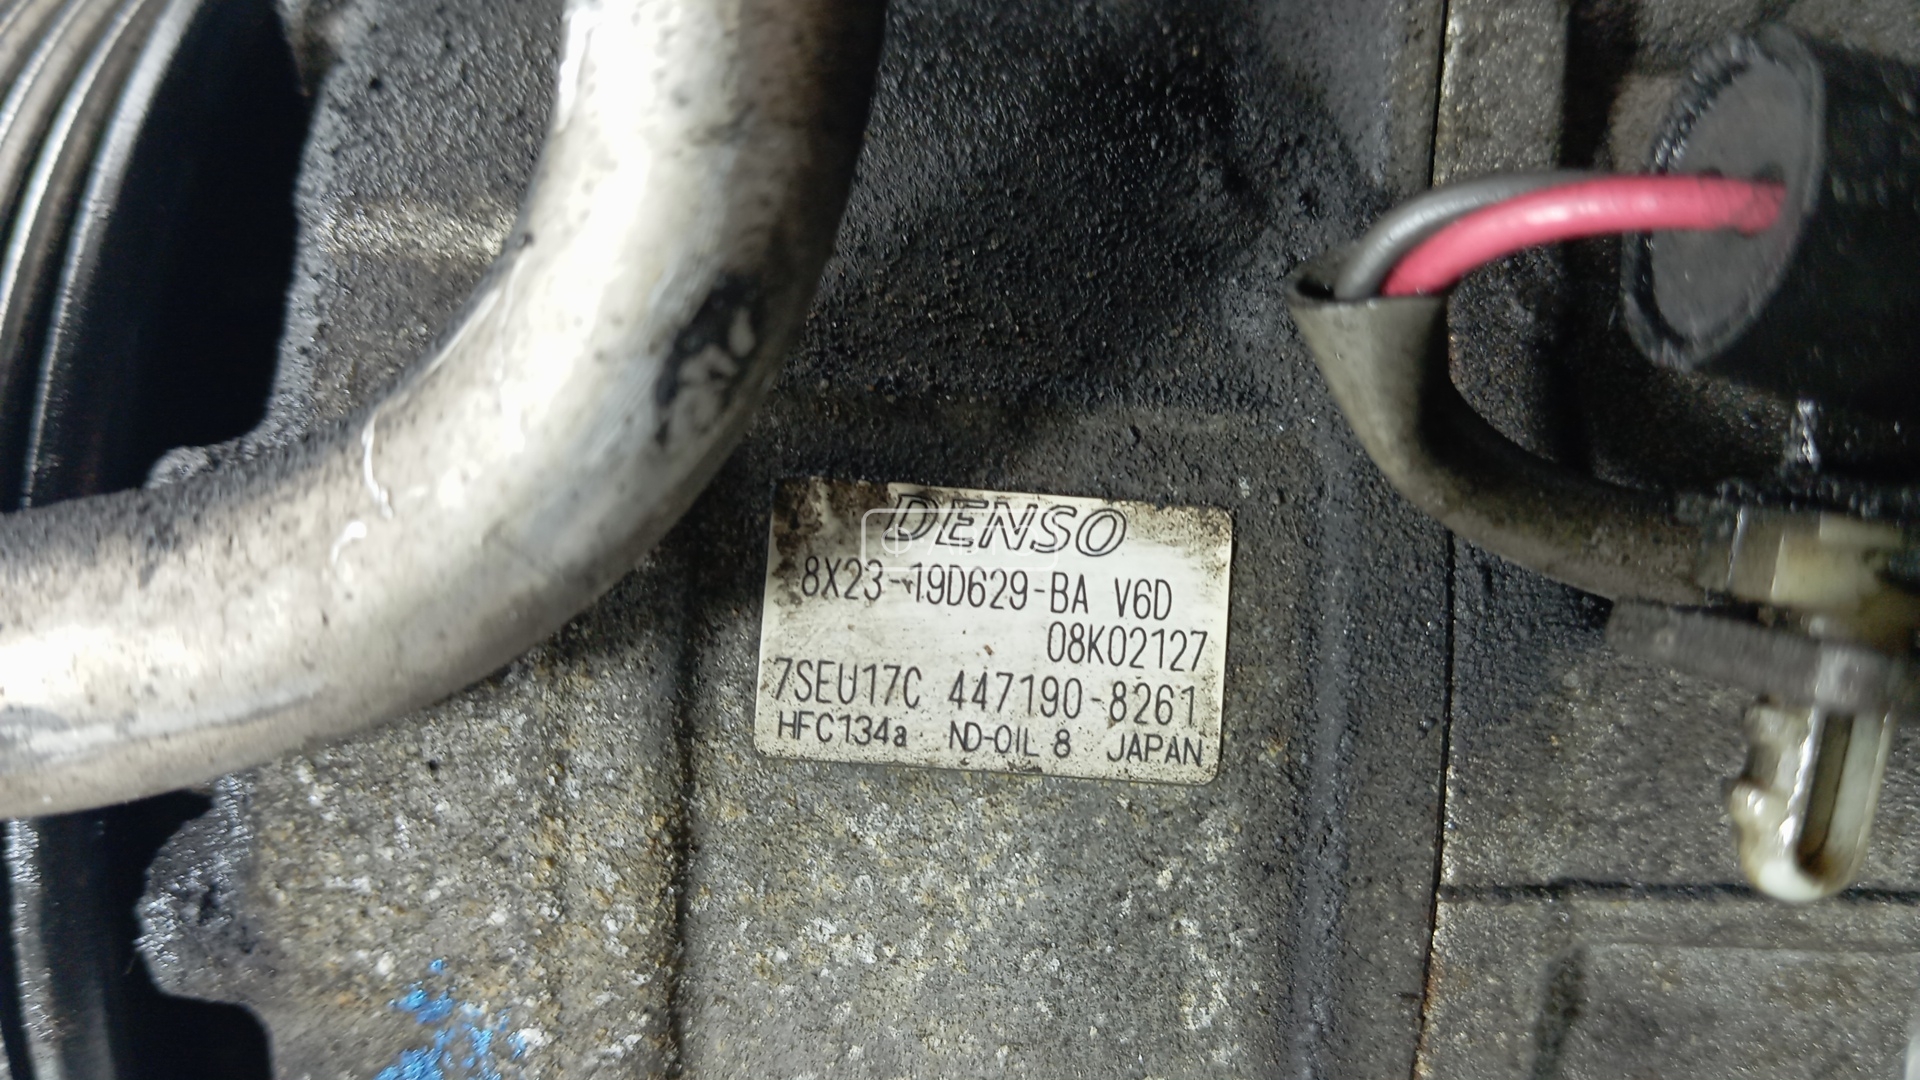 DENSO
8X23-19D629-BA V6D
08K02127
7SEU17C 447190-8261
HFC134a ND-OIL 8 JAPAN